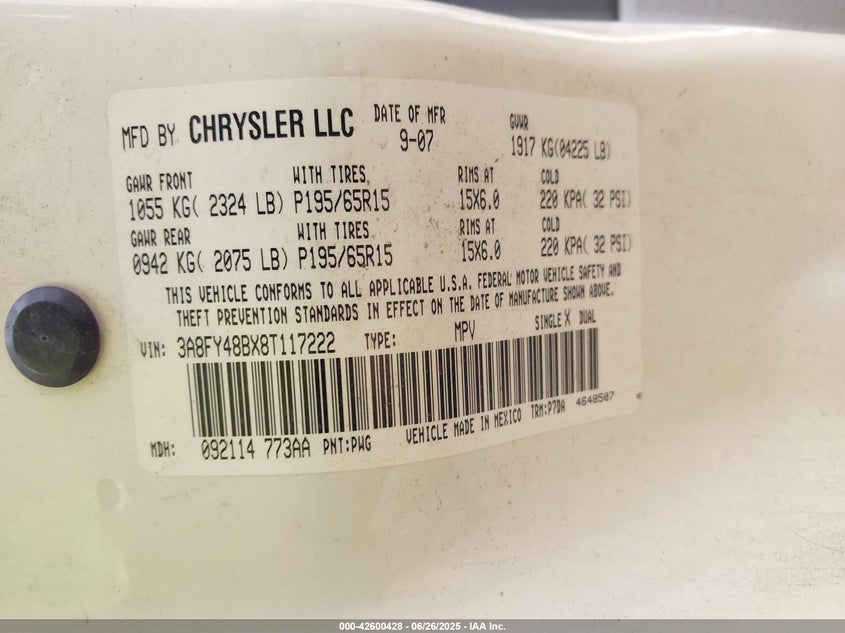 MFD BY CHRYSLER LLC DATE OF MFR GVWR
9-07 1917 KG(04225 LB)
GAWR FRONT WITH TIRES RIMS AT COLD
1055 KG( 2324 LB) P195/65R15 15X6.0 220 KPA( 32 PSI)
GAWR REAR WITH TIRES RIMS AT COLD
0942 KG( 2075 LB) P195/65R15 15X6.0 220 KPA( 32 PSI)
THIS VEHICLE CONFORMS TO ALL APPLICABLE U.S.A. FEDERAL MOTOR VEHICLE SAFETY AND
THEFT PREVENTION STANDARDS IN EFFECT ON THE DATE OF MANUFACTURE SHOWN ABOVE.
VIN: 3A8FY48BX8T117222 TYPE: MPV SINGLE X DUAL
MDH: 092114 773AA PNT:PWG VEHICLE MADE IN MEXICO TRM:P7DA 4648507
000-42600428 - 06/26/2025 - IAA Inc.